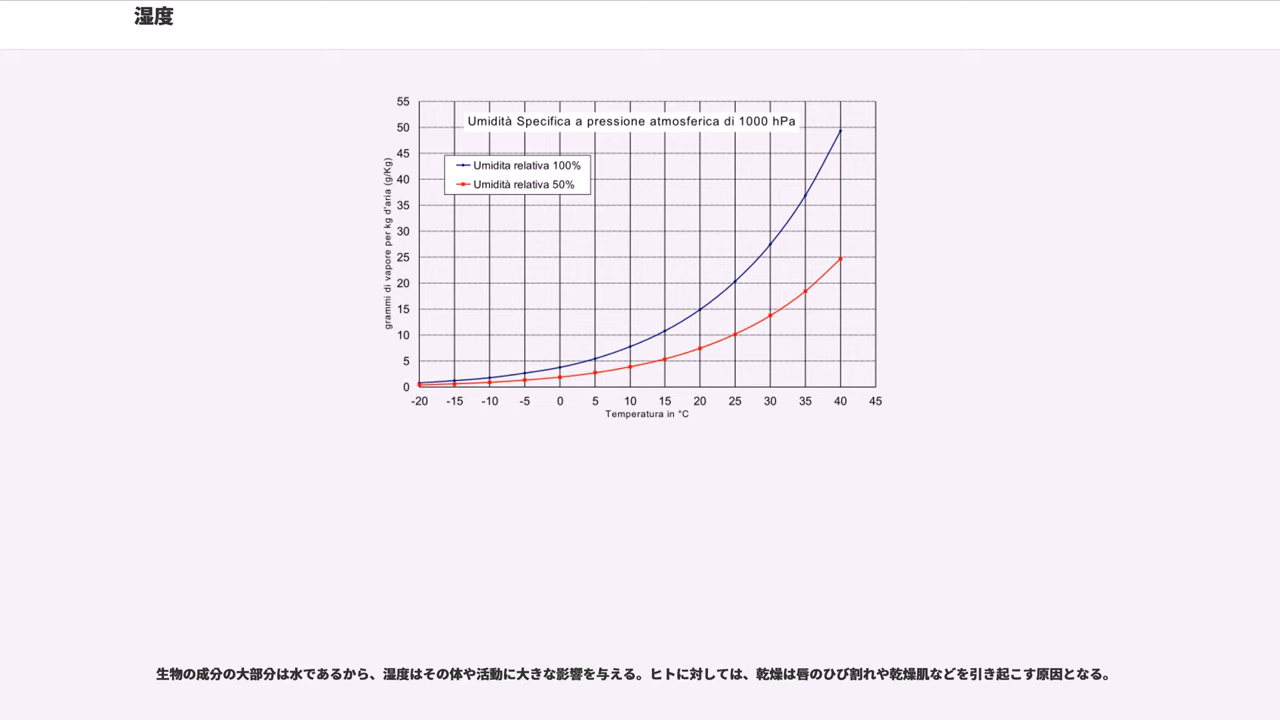 湿度
Umidità Specifica a pressione atmosferica di 1000 hPa
Umidita relativa 100%
Umidità relativa 50%
grammi di vapore per kg d'aria (g/Kg)
55
50
45
40
35
30
25
20
15
10
5
0
-20 -15 -10 -5 0 5 10 15 20 25 30 35 40 45
Temperatura in °C
生物の成分の大部分は水であるから、湿度はその体や活動に大きな影響を与える。ヒトに対しては、乾燥は唇のひび割れや乾燥肌などを引き起こす原因となる。